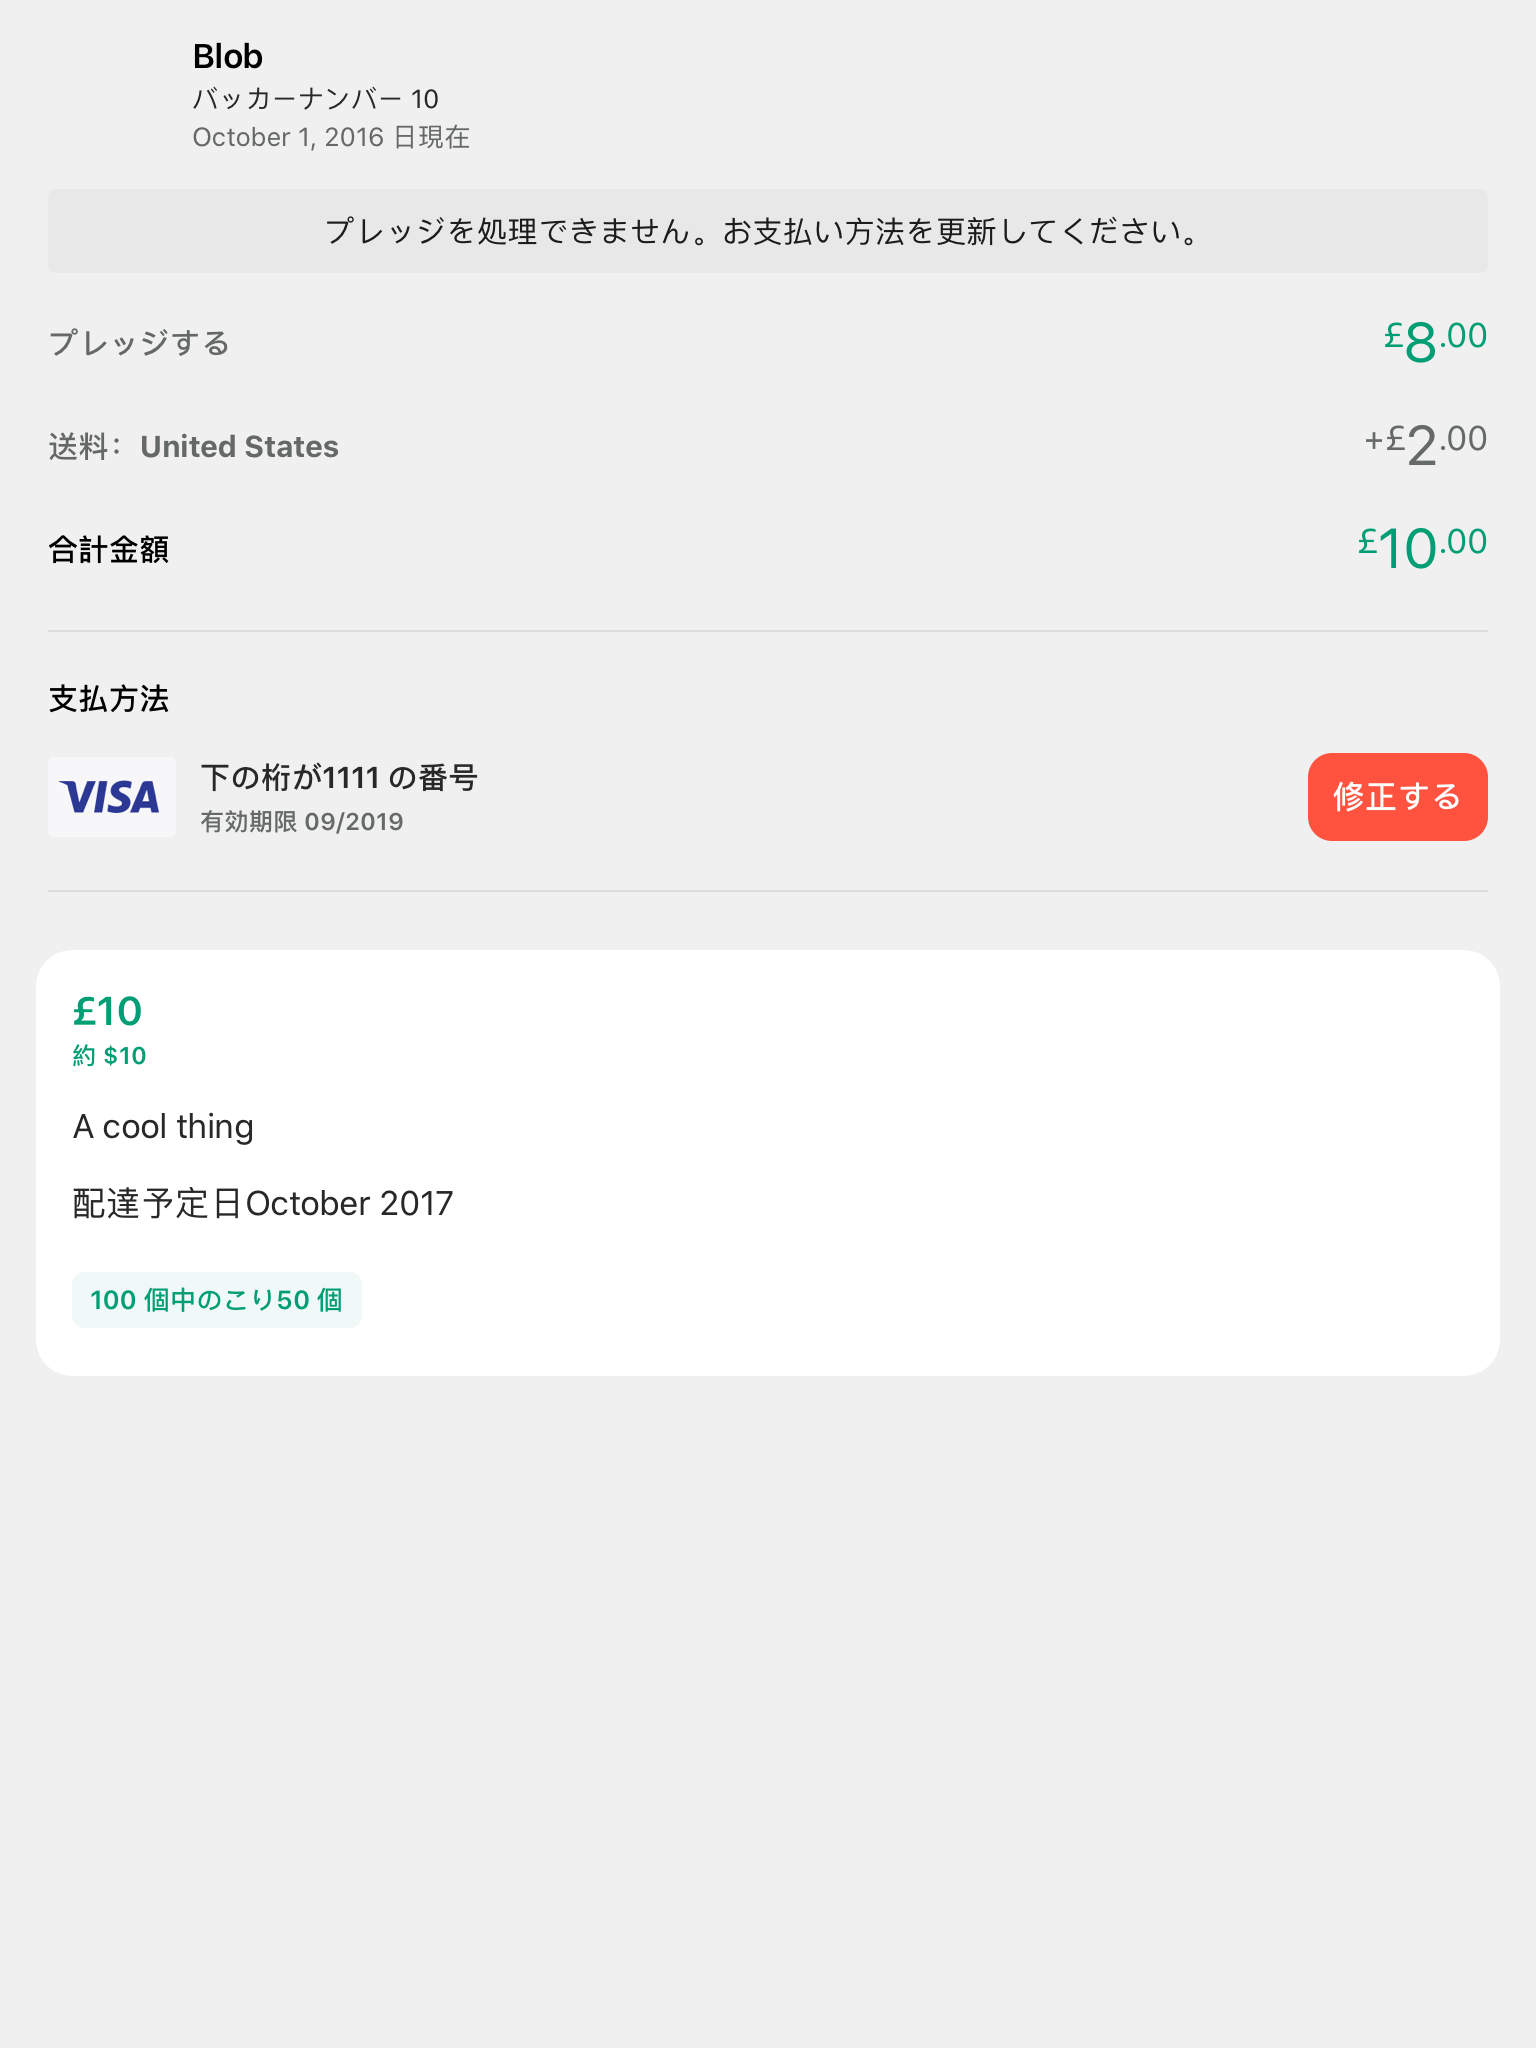 Blob
バッカーナンバー 10
October 1, 2016 日現在
プレッジを処理できません。お支払い方法を更新してください。
プレッジする £8.00
送料： United States +£2.00
合計金額 £10.00
支払方法
VISA
下の桁が1111 の番号
有効期限 09/2019
修正する
£10
約 $10
A cool thing
配達予定日October 2017
100 個中のこり50 個